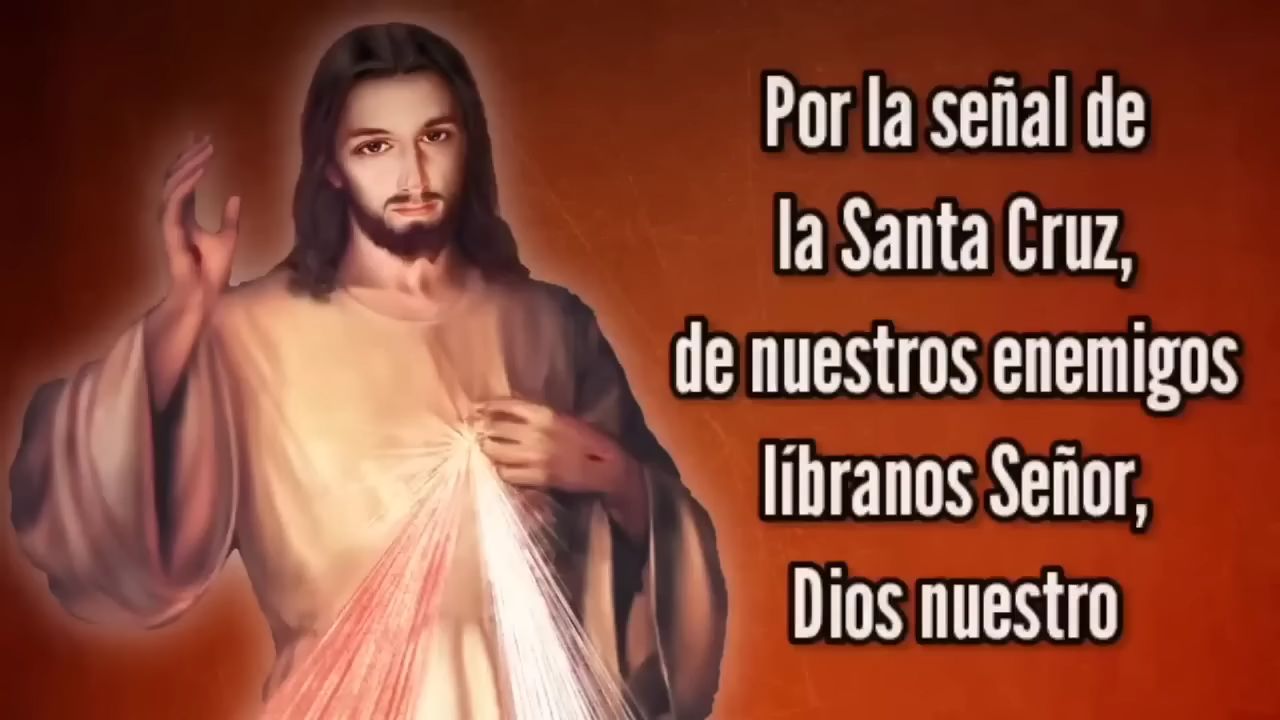 Por la señal de
la Santa Cruz,
de nuestros enemigos
líbranos Señor,
Dios nuestro